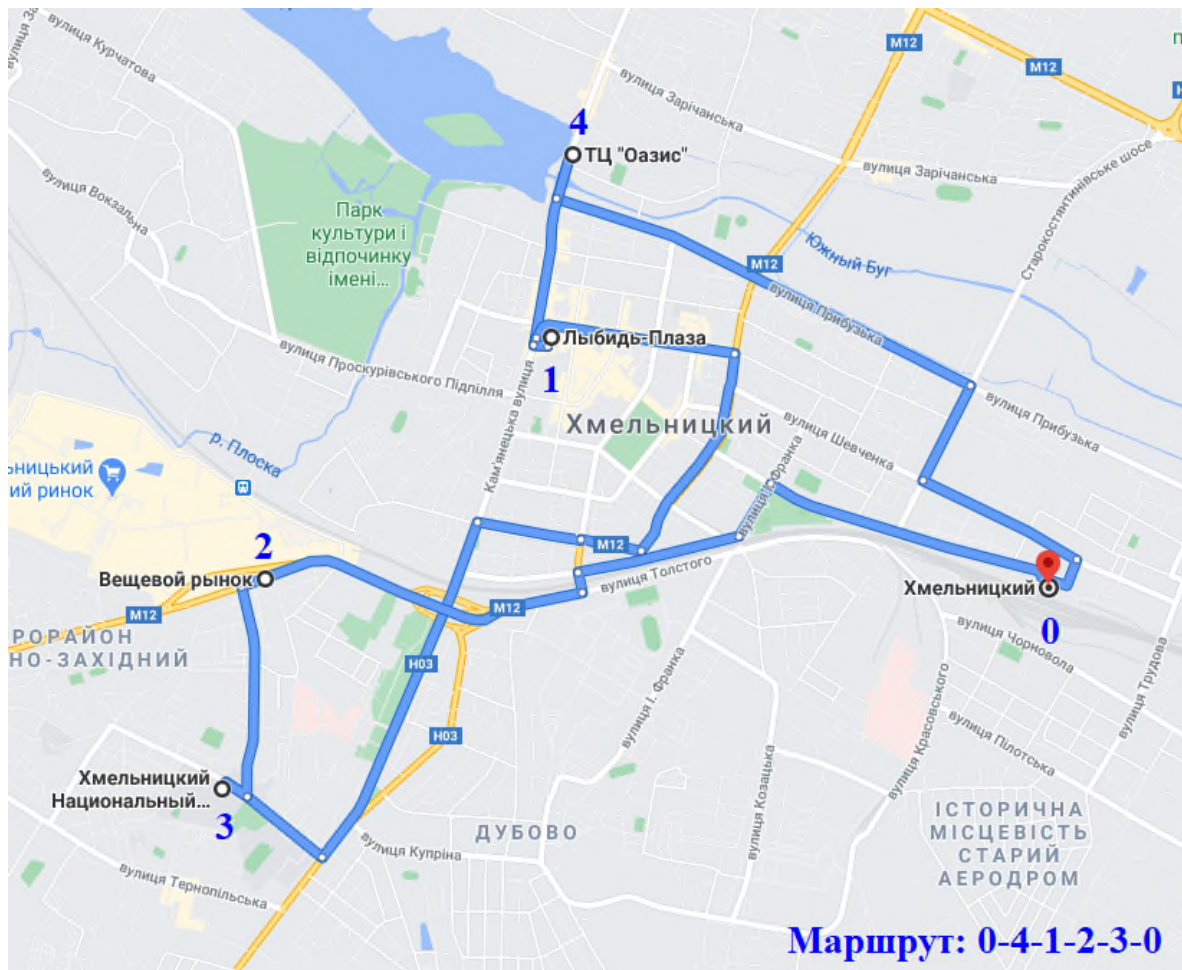 вулиця Курчатова
M12
M12
вулиця Зарічанська
4
ТЦ "Оазис"
вулиця Зарічанська
Старокостянтинівське шосе
вулиця Вокзальна
Парк
культури і
відпочинку
імені...
M12
Южный Буг
вулиця Прибузька
Лыбидь-Плаза
1
вулиця Проскурівського Підпілля
Кам'янецька вулиця
Хмельницкий
вулиця Прибузька
вулиця Шевченка
вулиця І. Франка
р. Плоска
ьницький
ий ринок
2
Вещевой рынок
M12
M12
M12
вулиця Толстого
Хмельницкий
0
РОРАЙОН
НО-ЗАХІДНИЙ
H03
H03
вулиця Чорновола
вулиця Трудова
вулиця І. Франка
вулиця Красовського
вулиця Пілотська
вулиця Козацька
Хмельницкий
Национальный...
3
ДУБОВО
вулиця Купріна
вулиця Тернопільська
ІСТОРИЧНА
МІСЦЕВІСТЬ
СТАРИЙ
АЕРОДРОМ
Маршрут: 0-4-1-2-3-0